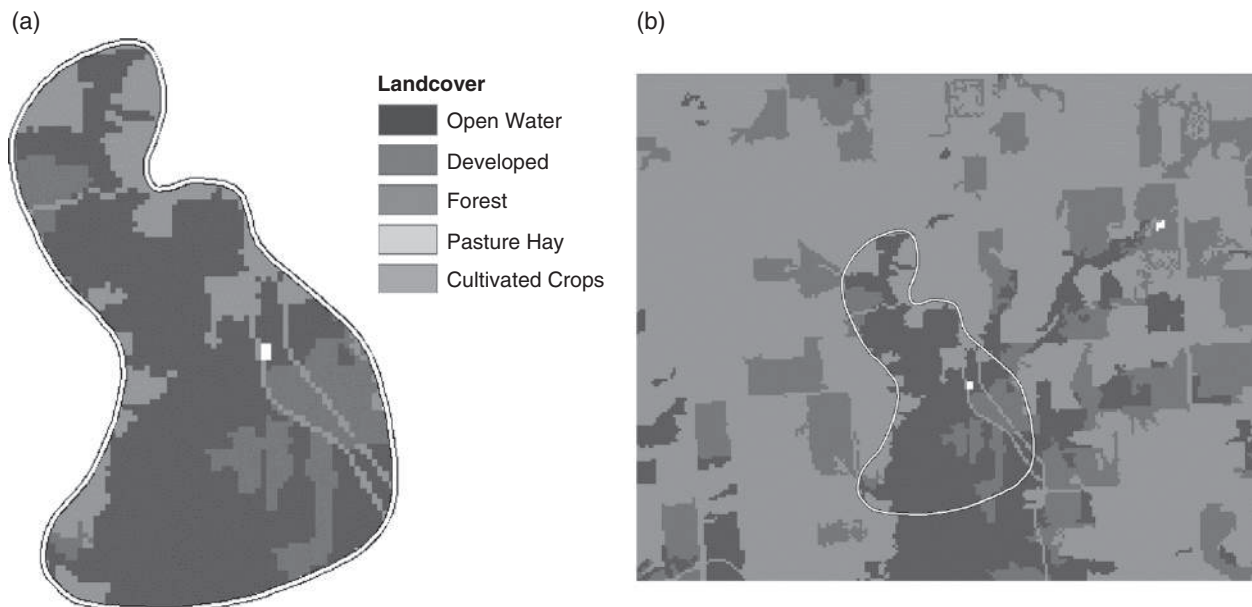 (a)
(b)
Landcover
Open Water
Developed
Forest
Pasture Hay
Cultivated Crops